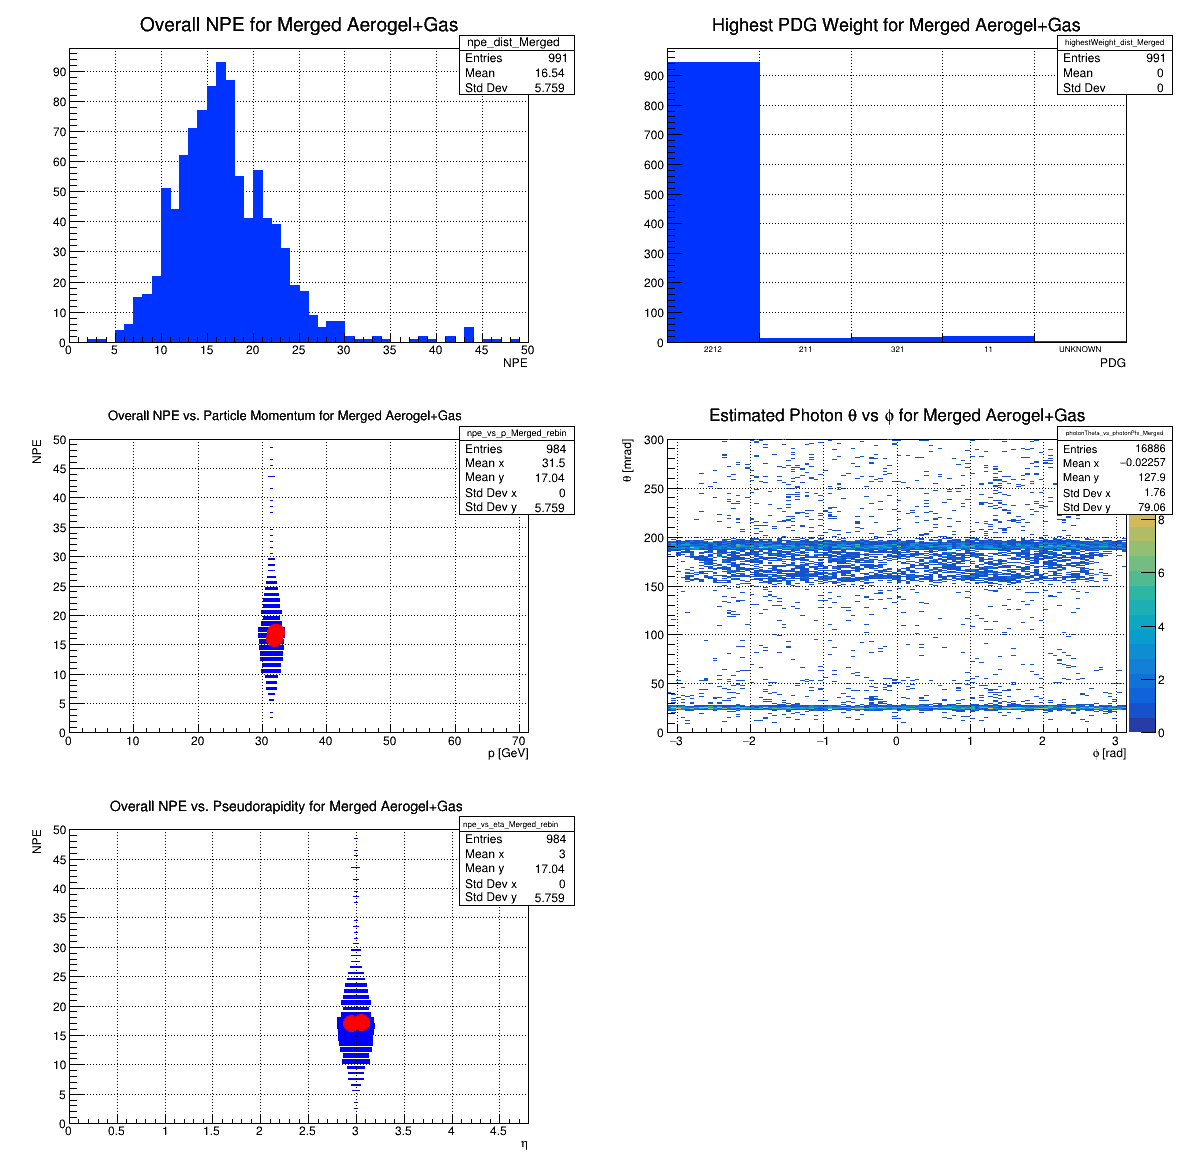 Overall NPE for Merged Aerogel+Gas
npe_dist_Merged
Entries 991
Mean 16.54
Std Dev 5.759
90
80
70
60
50
40
30
20
10
0
0 5 10 15 20 25 30 35 40 45 50
NPE
Highest PDG Weight for Merged Aerogel+Gas
highestWeight_dist_Merged
Entries 991
Mean 0
Std Dev 0
900
800
700
600
500
400
300
200
100
0
2212 211 321 11 UNKNOWN
PDG
Overall NPE vs. Particle Momentum for Merged Aerogel+Gas
npe_vs_p_Merged_rebin
Entries 984
Mean x 31.5
Mean y 17.04
Std Dev x 0
Std Dev y 5.759
NPE
50
45
40
35
30
25
20
15
10
5
0
0 10 20 30 40 50 60 70
p [GeV]
Estimated Photon θ vs ϕ for Merged Aerogel+Gas
photonTheta_vs_photonPhi_Merged
Entries 16886
Mean x −0.02257
Mean y 127.9
Std Dev x 1.76
Std Dev y 79.06
θ [mrad]
300
250
200
150
100
50
0
−3 −2 −1 0 1 2 3
ϕ [rad]
8
6
4
2
0
Overall NPE vs. Pseudorapidity for Merged Aerogel+Gas
npe_vs_eta_Merged_rebin
Entries 984
Mean x 3
Mean y 17.04
Std Dev x 0
Std Dev y 5.759
NPE
50
45
40
35
30
25
20
15
10
5
0
0 0.5 1 1.5 2 2.5 3 3.5 4 4.5
η